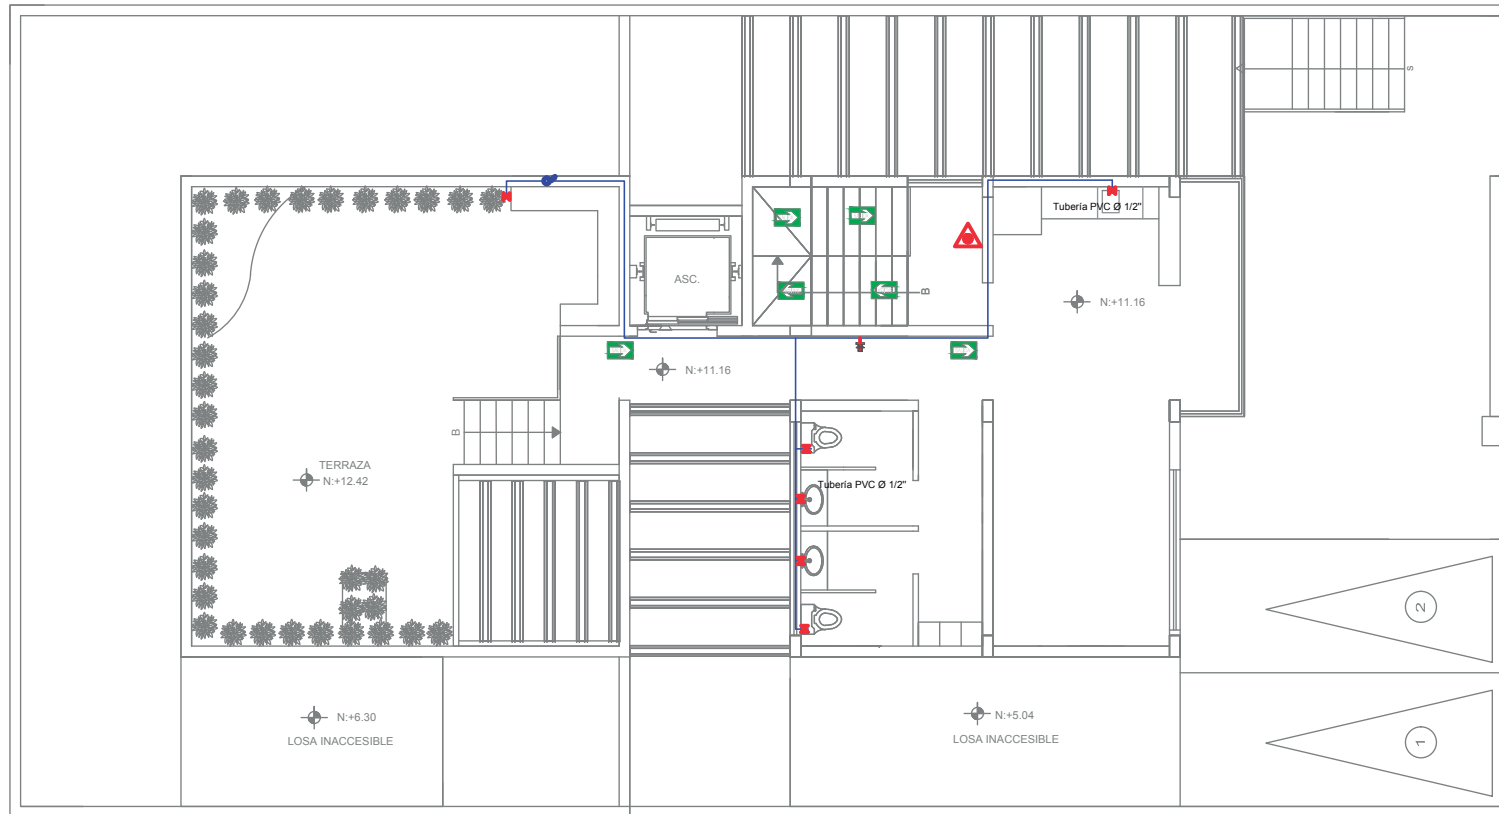 S
Tubería PVC Ø 1/2"
ASC.
B
N:+11.16
N:+11.16
B
TERRAZA
N:+12.42
Tubería PVC Ø 1/2"
2
N:+6.30
LOSA INACCESIBLE
N:+5.04
LOSA INACCESIBLE
1